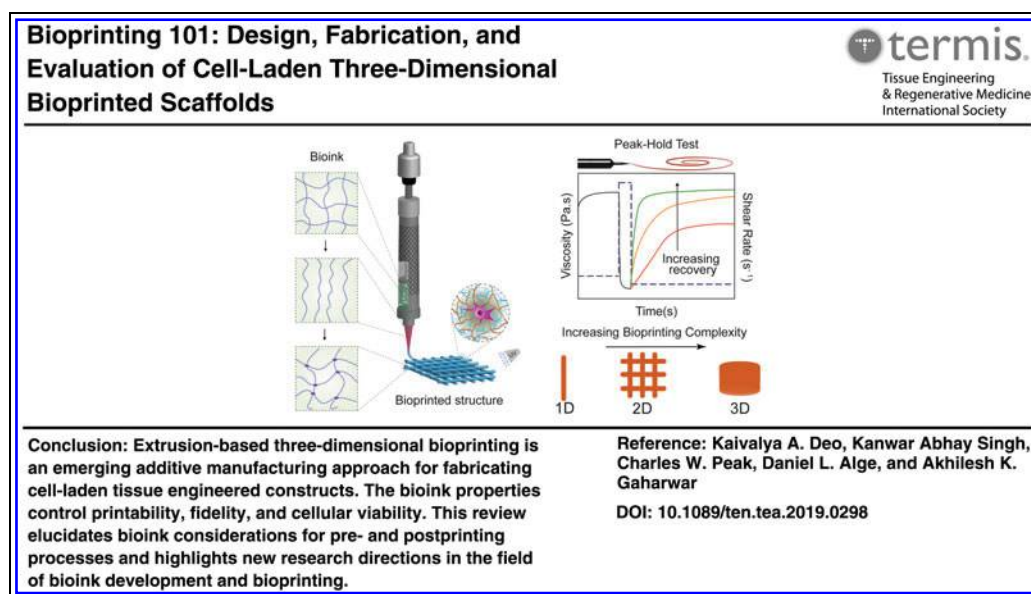 Bioprinting 101: Design, Fabrication, and
Evaluation of Cell-Laden Three-Dimensional
Bioprinted Scaffolds
termis.
Tissue Engineering
& Regenerative Medicine
International Society
Bioink
Bioprinted structure
Peak-Hold Test
Viscosity (Pa.s)
Shear Rate (s⁻¹)
Increasing
recovery
Time(s)
Increasing Bioprinting Complexity
1D
2D
3D
Conclusion: Extrusion-based three-dimensional bioprinting is
an emerging additive manufacturing approach for fabricating
cell-laden tissue engineered constructs. The bioink properties
control printability, fidelity, and cellular viability. This review
elucidates bioink considerations for pre- and postprinting
processes and highlights new research directions in the field
of bioink development and bioprinting.
Reference: Kaivalya A. Deo, Kanwar Abhay Singh,
Charles W. Peak, Daniel L. Alge, and Akhilesh K.
Gaharwar
DOI: 10.1089/ten.tea.2019.0298